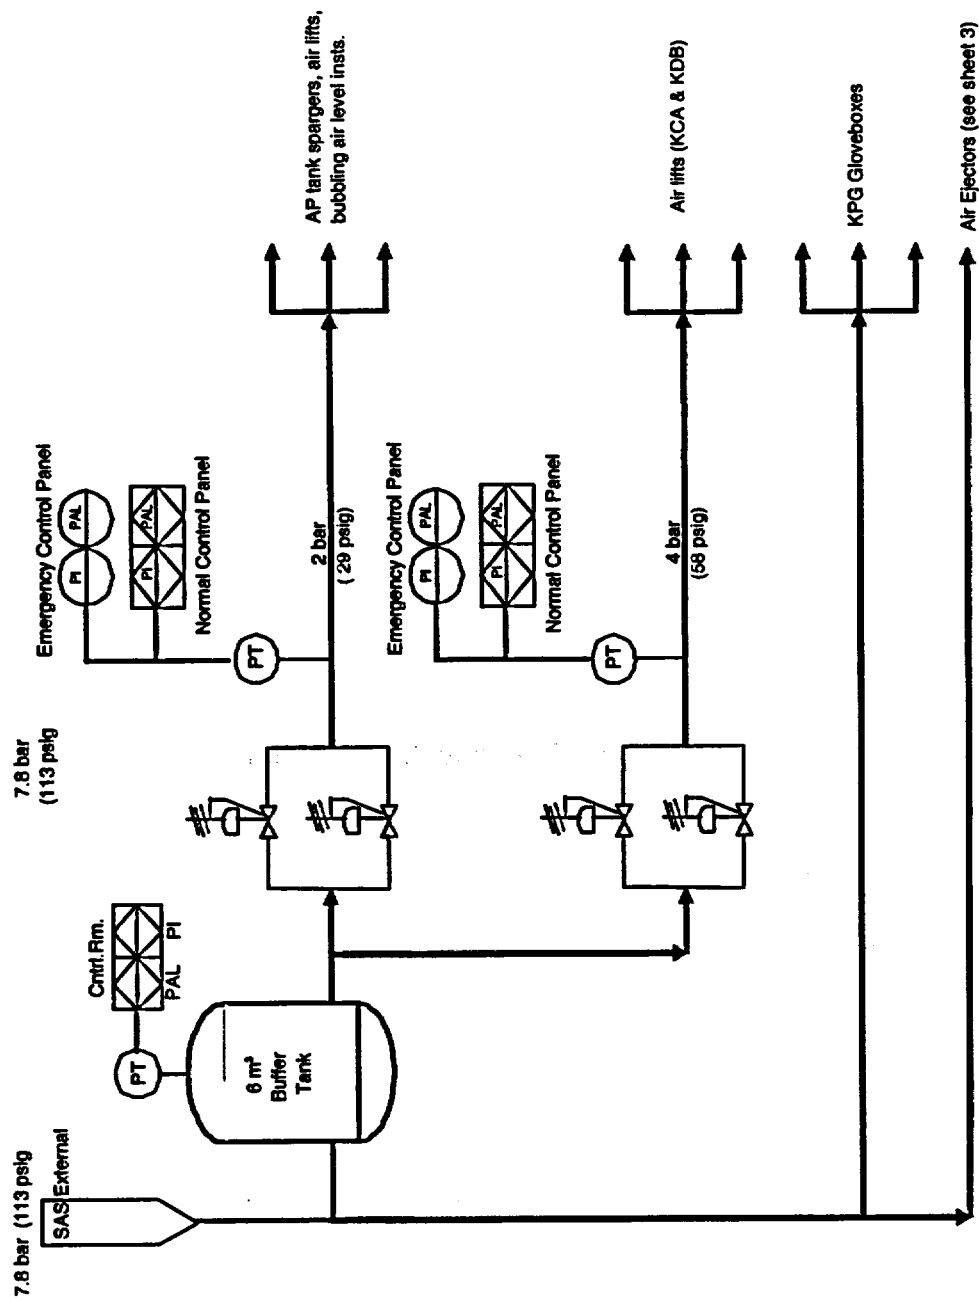 7.8 bar (113 psig
SAS External
PT
Cntrl.Rm.
PAL PI
6 m³
Buffer
Tank
7.8 bar
(113 psig
Emergency Control Panel
PI PAL
PI PAL
Normal Control Panel
PT
2 bar
( 29 psig)
AP tank spargers, air lifts,
bubbling air level insts.
Emergency Control Panel
PI PAL
PI PAL
Normal Control Panel
PT
4 bar
(58 psig)
Air lifts (KCA & KDB)
KPG Gloveboxes
Air Ejectors (see sheet 3)